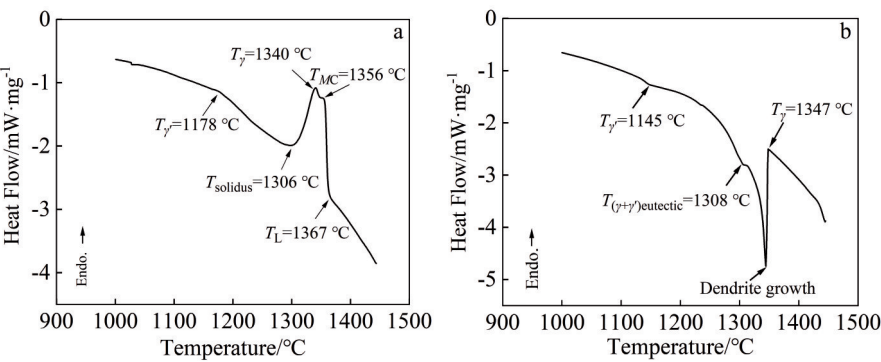 a
Heat Flow/mW·mg⁻¹
0
-1
-2
-3
-4
Tγ=1340 ℃
TMC=1356 ℃
Tγ′=1178 ℃
Tsolidus=1306 ℃
TL=1367 ℃
Endo.
900 1000 1100 1200 1300 1400 1500
Temperature/℃
b
Heat Flow/mW·mg⁻¹
0
-1
-2
-3
-4
-5
Tγ=1347 ℃
Tγ′=1145 ℃
T(γ+γ′)eutectic=1308 ℃
Dendrite growth
Endo.
900 1000 1100 1200 1300 1400 1500
Temperature/℃